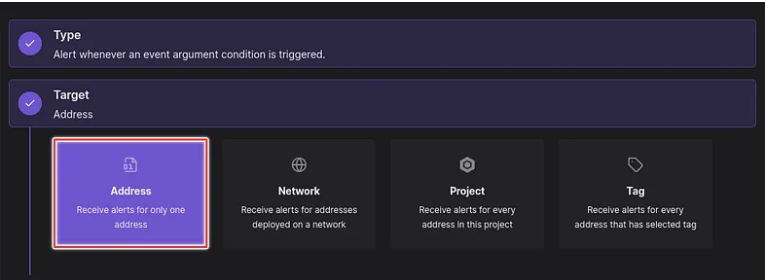 Type
Alert whenever an event argument condition is triggered.
Target
Address
Address
Receive alerts for only one
address
Network
Receive alerts for addresses
deployed on a network
Project
Receive alerts for every
address in this project
Tag
Receive alerts for every
address that has selected tag